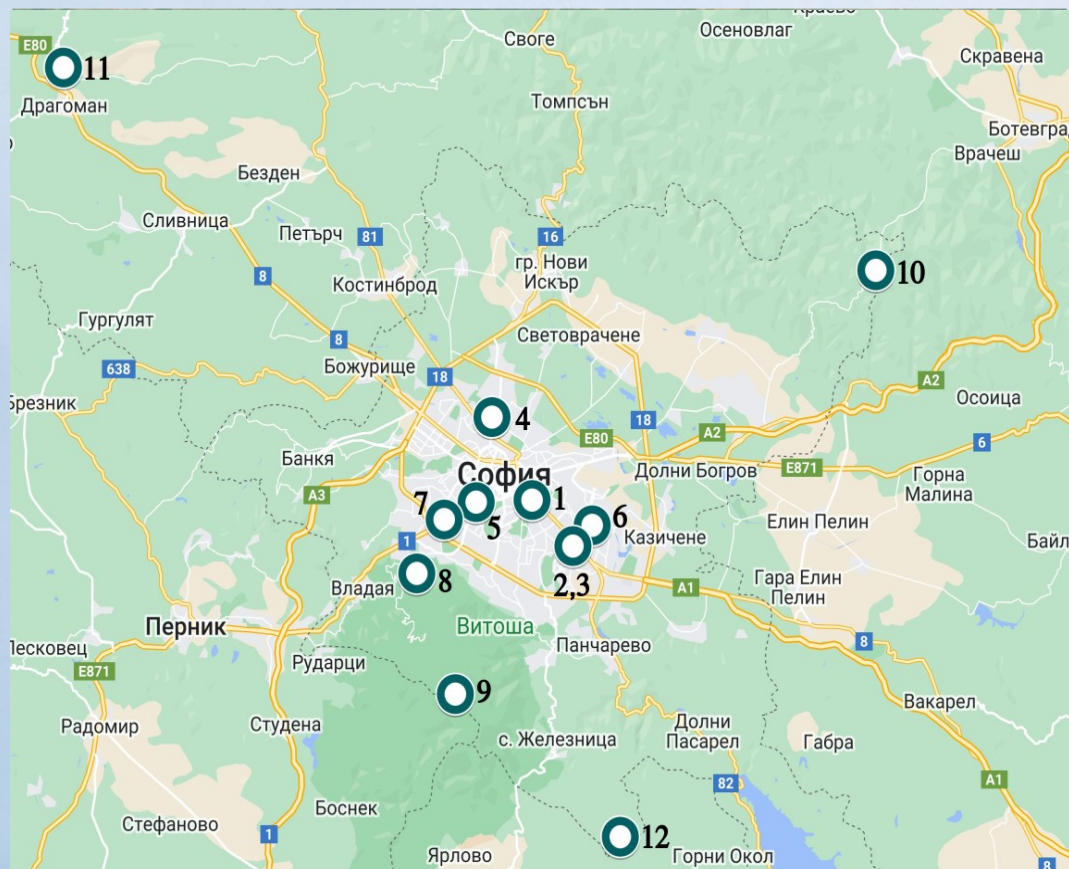 Своге
Осеновлаг
Скравена
E80
11
Драгоман
Томпсън
Ботевград
Врачеш
Безден
Сливница
Петърч
81
16
гр. Нови
Искър
10
8
Костинброд
Гургулят
Световрачене
8
Божурище
638
18
A2
Брезник
Осоица
4
18
A2
E80
6
Банкя
София
Долни Богров
E871
Горна
Малина
A3
7
5
1
6
Казичене
Елин Пелин
1
8
2,3
Владая
A1
Гара Елин
Пелин
Перник
Витоша
Панчарево
8
Рударци
E871
9
Вакарел
Радомир
Студена
Долни
Пасарел
с. Железница
Габра
82
A1
Боснек
Стефаново
1
12
Ярлово
Горни Окол
8